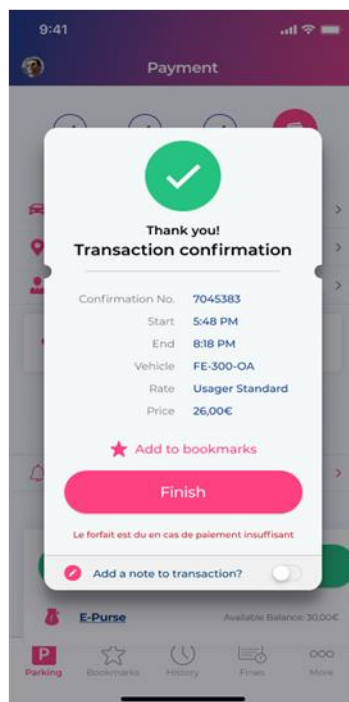 9:41
Payment
Thank you!
Transaction confirmation
Confirmation No. 7045383
Start 5:48 PM
End 8:18 PM
Vehicle FE-300-OA
Rate Usager Standard
Price 26,00€
Add to bookmarks
Finish
Le forfait est du en cas de paiement insuffisant
Add a note to transaction?
E-Purse Available Balance: 30,00€
P
Parking Bookmarks History Fines More